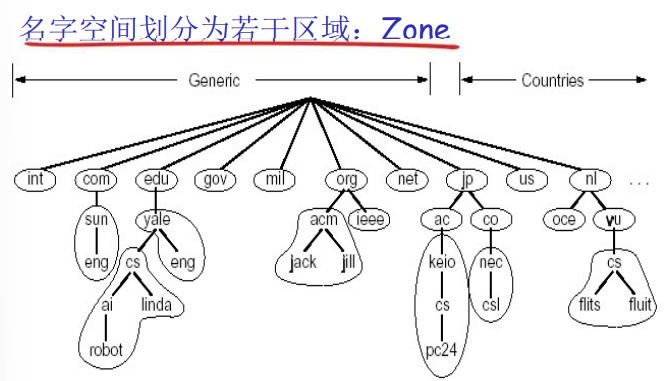 名字空间划分为若干区域：Zone
Generic Countries
int com edu gov mil org net jp us nl ...
sun yale acm ieee ac co oce vu
eng cs eng jack jill keio nec cs
ai linda cs csl flits fluit
robot pc24